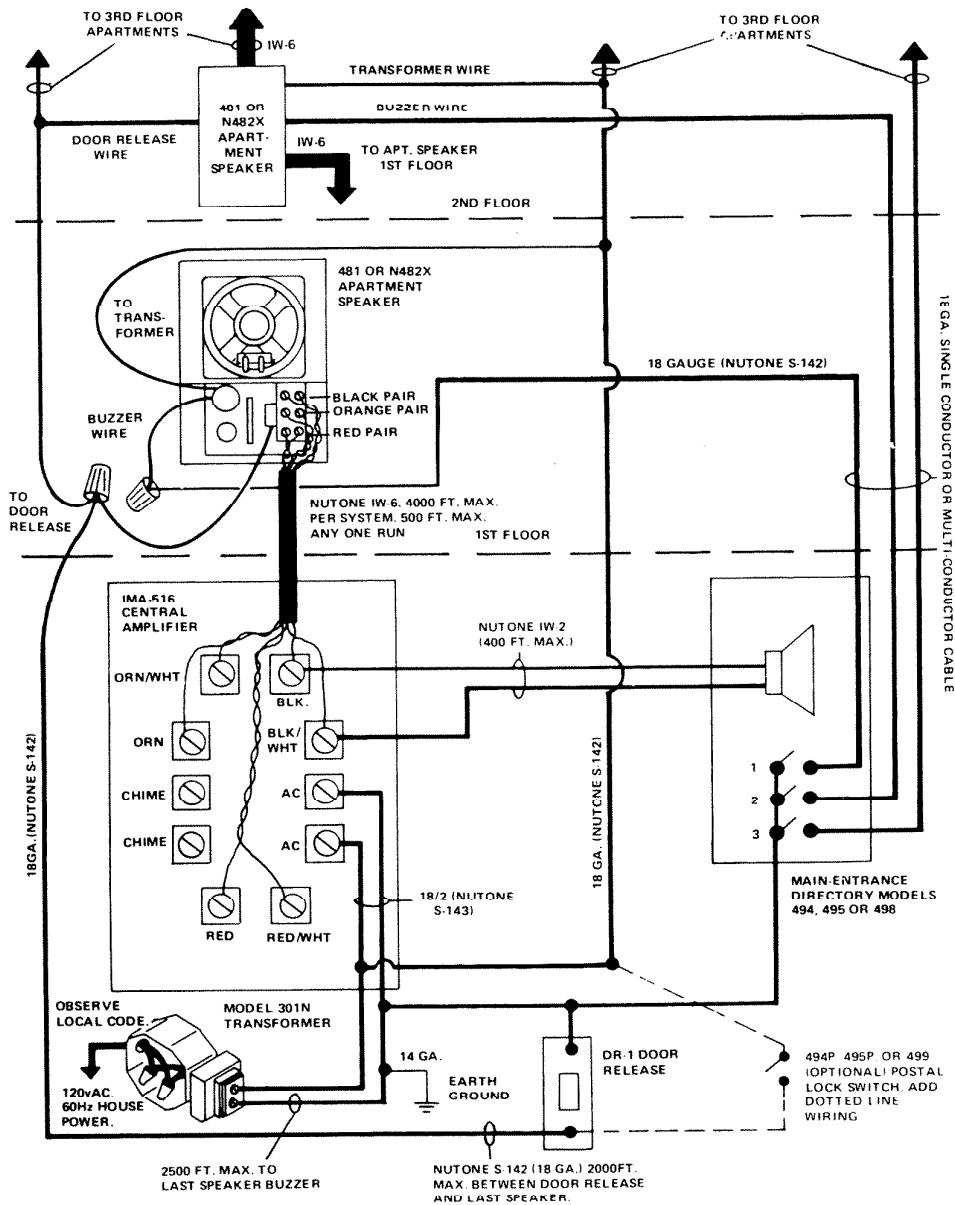 TO 3RD FLOOR
APARTMENTS
IW-6
TO 3RD FLOOR
APARTMENTS
TRANSFORMER WIRE
BUZZER WIRE
481 OR
N482X
APART-
MENT
SPEAKER
DOOR RELEASE
WIRE
IW-6
TO APT. SPEAKER
1ST FLOOR
2ND FLOOR
481 OR N482X
APARTMENT
SPEAKER
TO
TRANS-
FORMER
18 GAUGE (NUTONE S-142)
BLACK PAIR
ORANGE PAIR
RED PAIR
BUZZER
WIRE
TO
DOOR
RELEASE
NUTONE IW-6. 4000 FT. MAX.
PER SYSTEM. 500 FT. MAX.
ANY ONE RUN
1ST FLOOR
18 GA. SINGLE CONDUCTOR OR MULTI-CONDUCTOR CABLE
IMA-516
CENTRAL
AMPLIFIER
NUTONE IW-2
(400 FT. MAX.)
ORN/WHT
BLK.
ORN
BLK/
WHT
CHIME
AC
CHIME
AC
RED
RED/WHT
18GA. (NUTONE S-142)
18 GA. (NUTONE S-142)
18/2 (NUTONE
S-143)
1
2
3
MAIN-ENTRANCE
DIRECTORY MODELS
494, 495 OR 498
OBSERVE
LOCAL CODE.
MODEL 301N
TRANSFORMER
14 GA.
EARTH
GROUND
120vAC.
60Hz HOUSE
POWER.
DR-1 DOOR
RELEASE
494P 495P, OR 499
(OPTIONAL) POSTAL
LOCK SWITCH, ADD
DOTTED LINE
WIRING
2500 FT. MAX. TO
LAST SPEAKER BUZZER
NUTONE S-142 (18 GA.) 2000FT.
MAX. BETWEEN DOOR RELEASE
AND LAST SPEAKER.